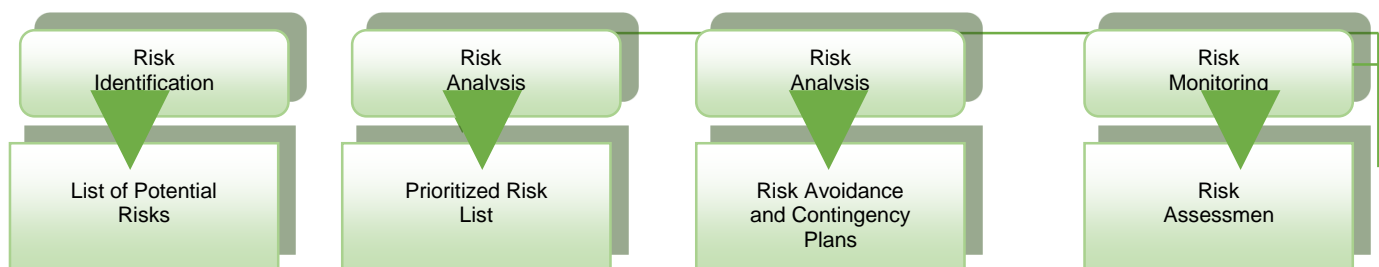 Risk
Identification
Risk
Analysis
Risk
Analysis
Risk
Monitoring
List of Potential
Risks
Prioritized Risk
List
Risk Avoidance
and Contingency
Plans
Risk
Assessmen